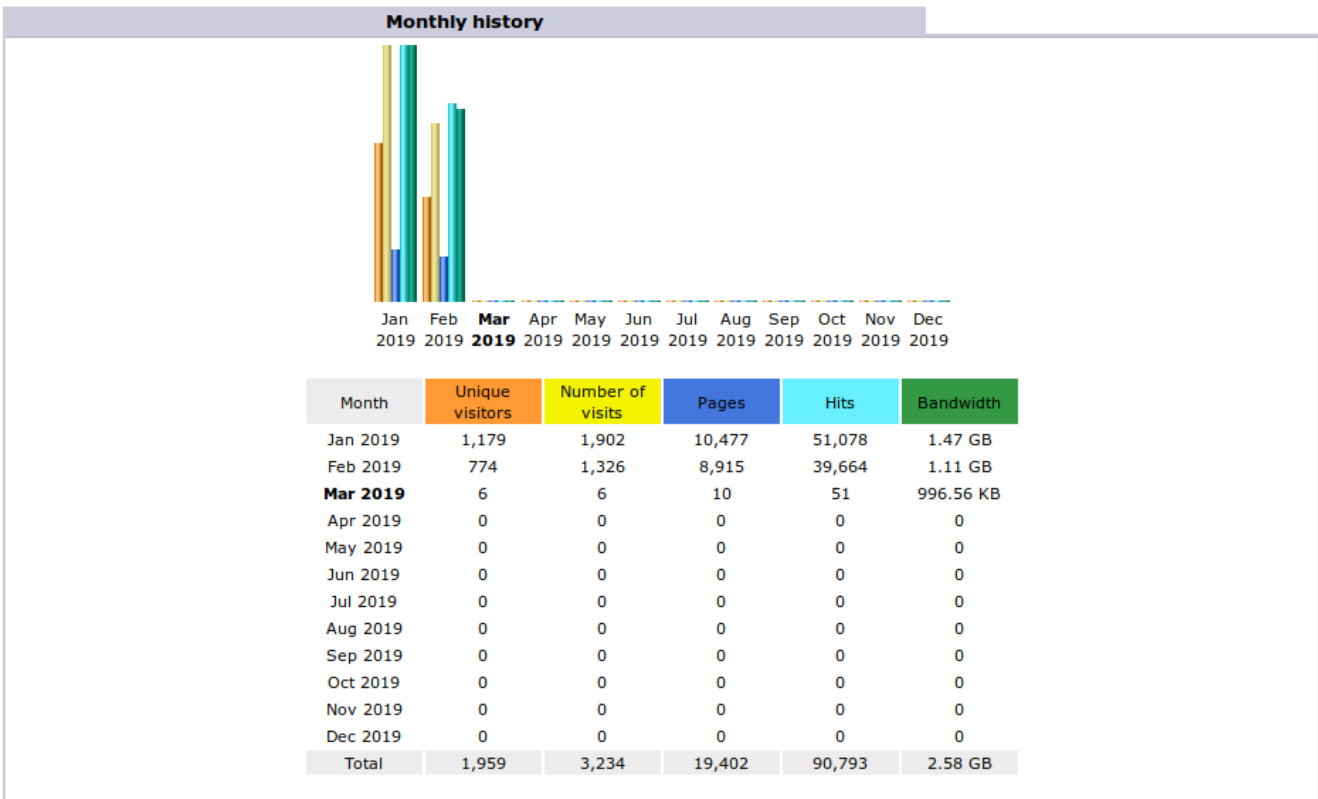 Monthly history
Jan Feb Mar Apr May Jun Jul Aug Sep Oct Nov Dec
2019 2019 2019 2019 2019 2019 2019 2019 2019 2019 2019 2019
Month Unique visitors Number of visits Pages Hits Bandwidth
Jan 2019 1,179 1,902 10,477 51,078 1.47 GB
Feb 2019 774 1,326 8,915 39,664 1.11 GB
Mar 2019 6 6 10 51 996.56 KB
Apr 2019 0 0 0 0 0
May 2019 0 0 0 0 0
Jun 2019 0 0 0 0 0
Jul 2019 0 0 0 0 0
Aug 2019 0 0 0 0 0
Sep 2019 0 0 0 0 0
Oct 2019 0 0 0 0 0
Nov 2019 0 0 0 0 0
Dec 2019 0 0 0 0 0
Total 1,959 3,234 19,402 90,793 2.58 GB